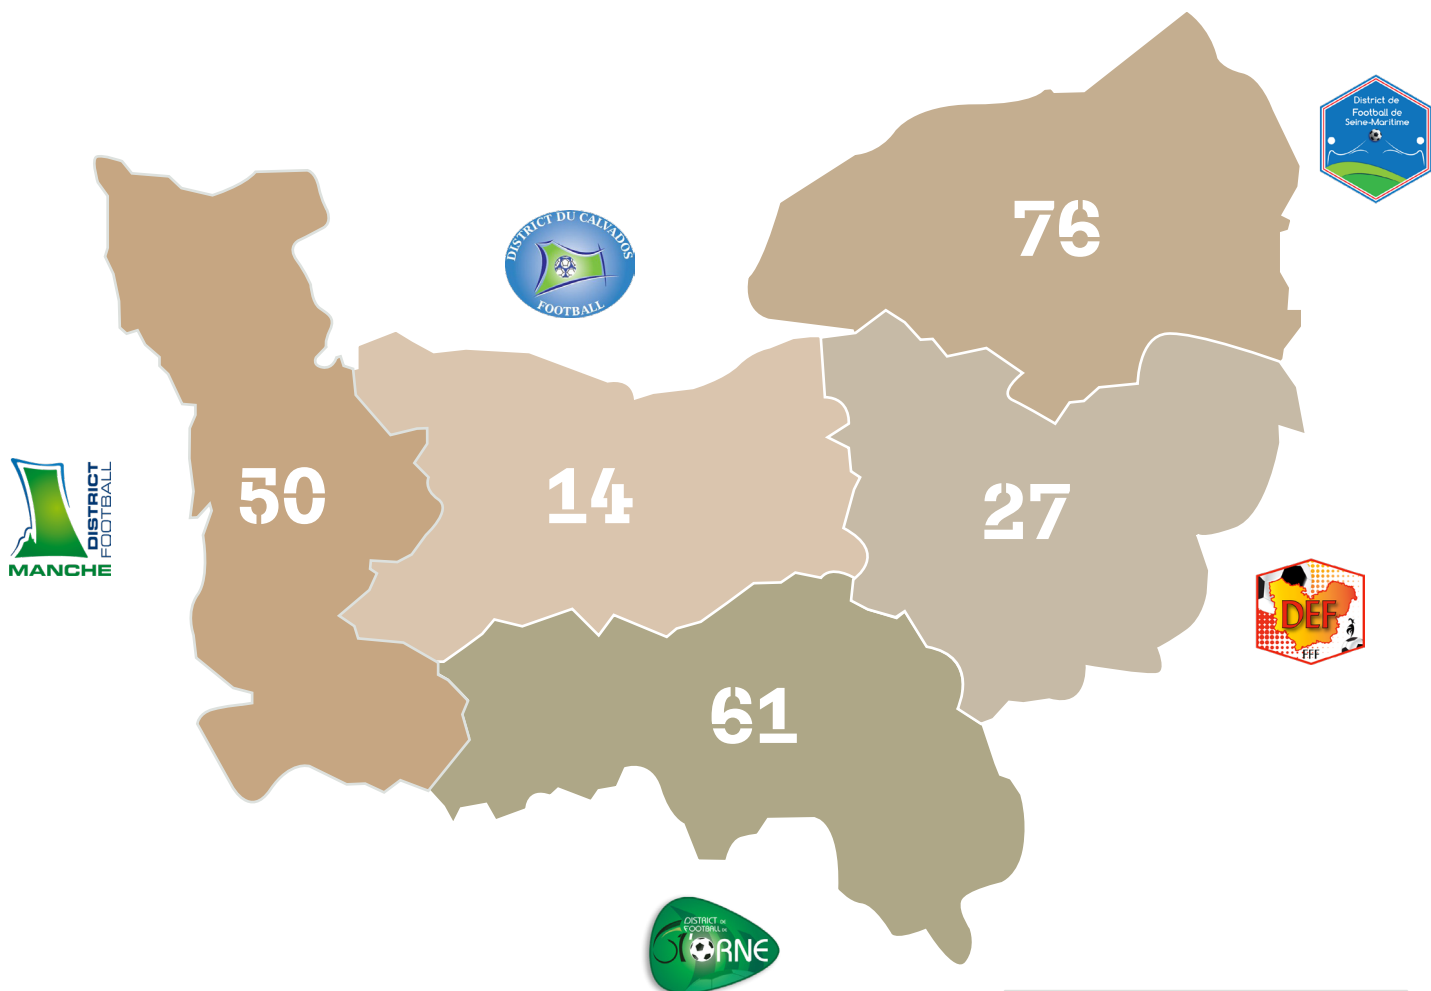 District de
Football de
Seine-Maritime
76
DISTRICT DU CALVADOS
FOOTBALL
50
14
27
DISTRICT
FOOTBALL
MANCHE
DEF
FFF
61
DISTRICT DE
FOOTBALL DE
L'ORNE